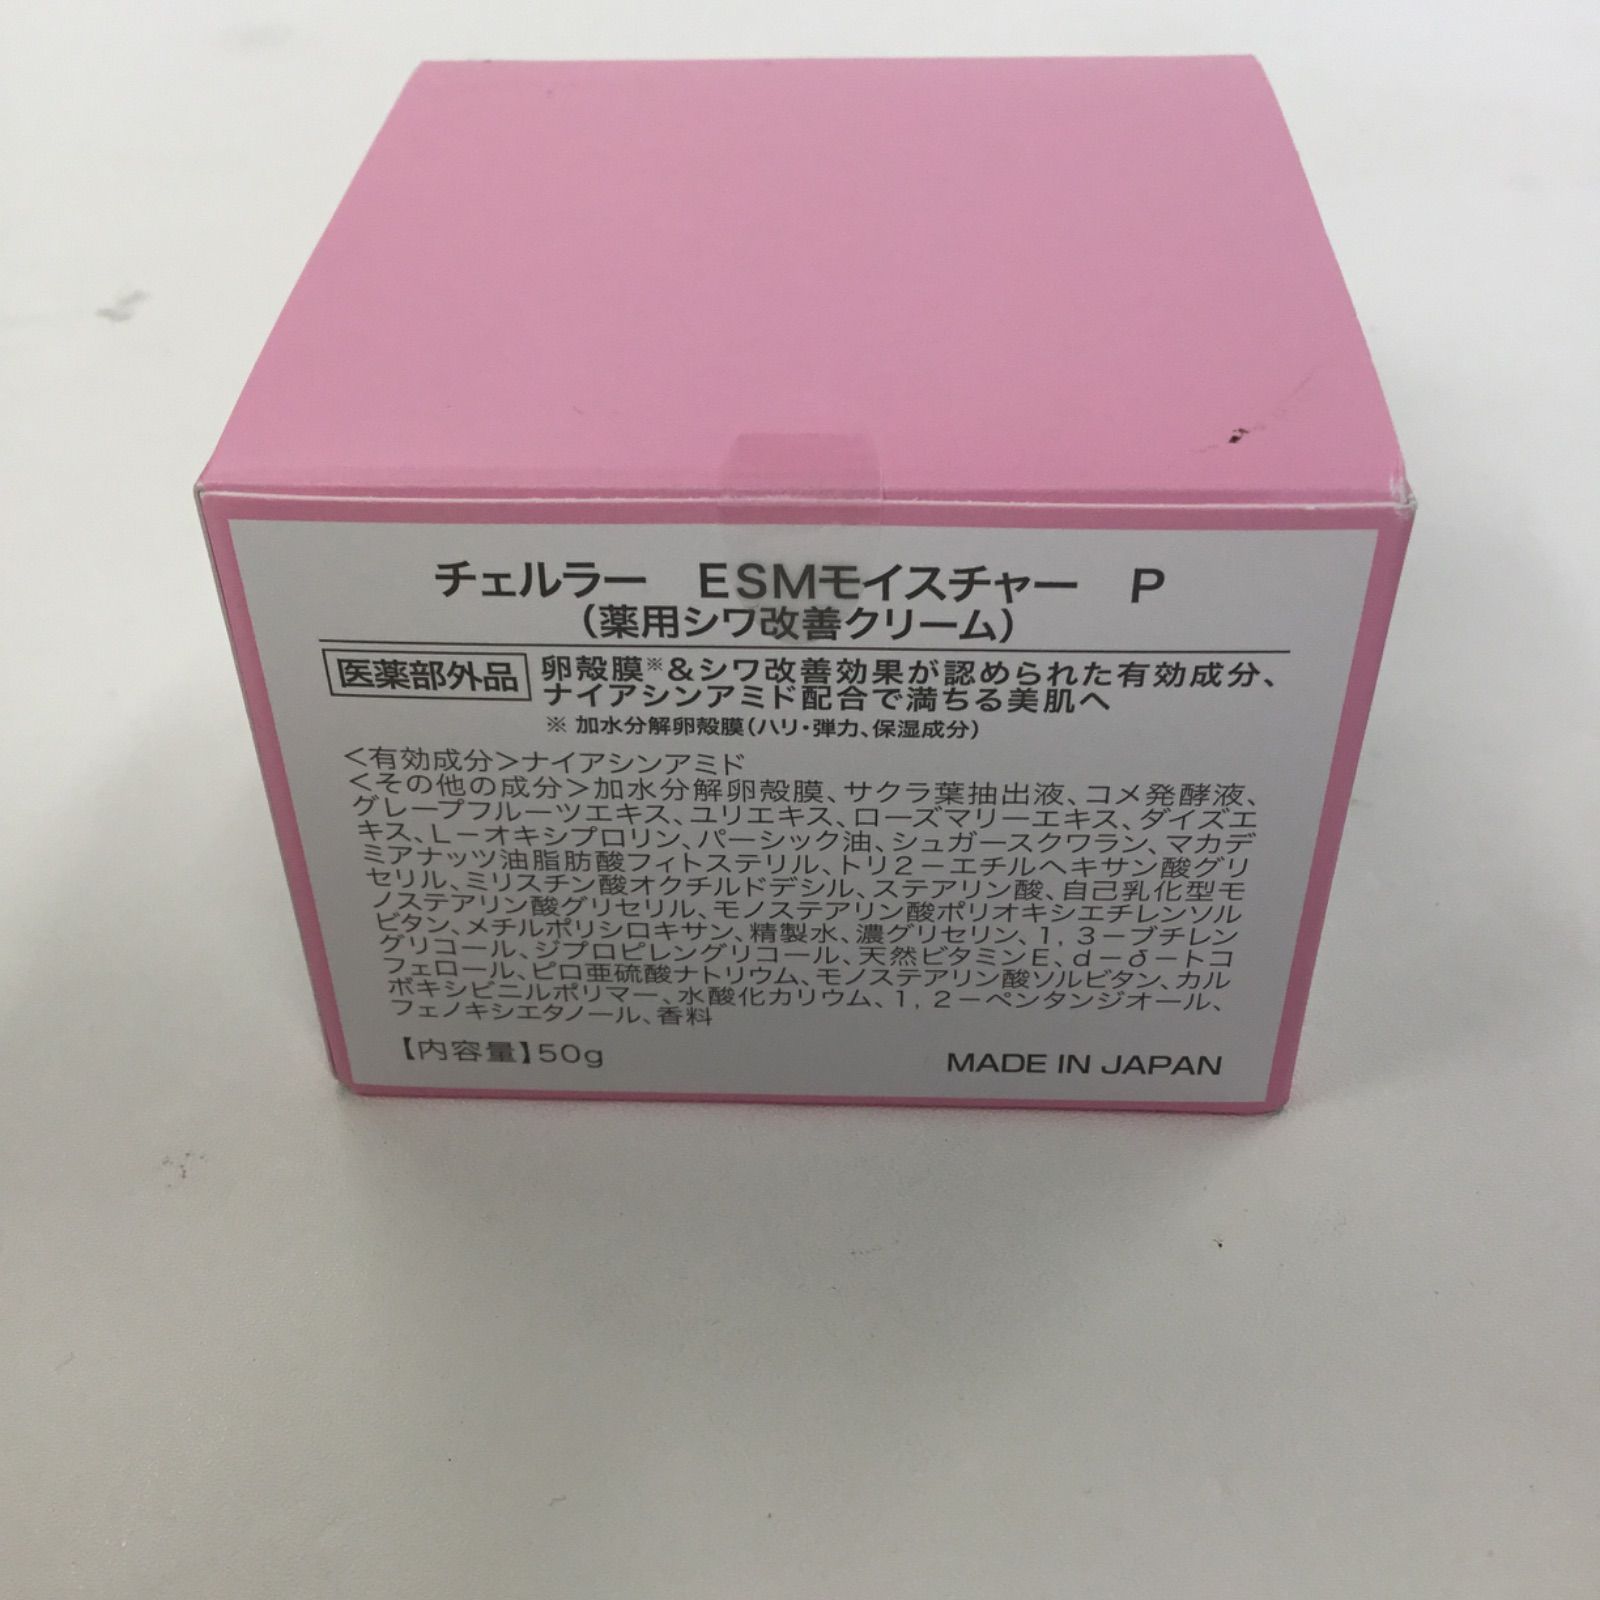 チェルラー ESMモイスチャー P
(薬用シワ改善クリーム)
医薬部外品 卵殻膜※&シワ改善効果が認められた有効成分、
ナイアシンアミド配合で満ちる美肌へ
※ 加水分解卵殻膜(ハリ・弾力、保湿成分)
<有効成分>ナイアシンアミド
<その他の成分>加水分解卵殻膜、サクラ葉抽出液、コメ発酵液、
グレープフルーツエキス、ユリエキス、ローズマリーエキス、ダイズエ
キス、L-オキシプロリン、パーシック油、シュガースクワラン、マカデ
ミアナッツ油脂肪酸フィトステリル、トリ2-エチルヘキサン酸グリ
セリル、ミリスチン酸オクチルドデシル、ステアリン酸、自己乳化型モ
ノステアリン酸グリセリル、モノステアリン酸ポリオキシエチレンソル
ビタン、メチルポリシロキサン、精製水、濃グリセリン、1,3-ブチレン
グリコール、ジプロピレングリコール、天然ビタミンE、d-δ-トコ
フェロール、ピロ亜硫酸ナトリウム、モノステアリン酸ソルビタン、カル
ボキシビニルポリマー、水酸化カリウム、1,2-ペンタンジオール、
フェノキシエタノール、香料
【内容量】50g
MADE IN JAPAN